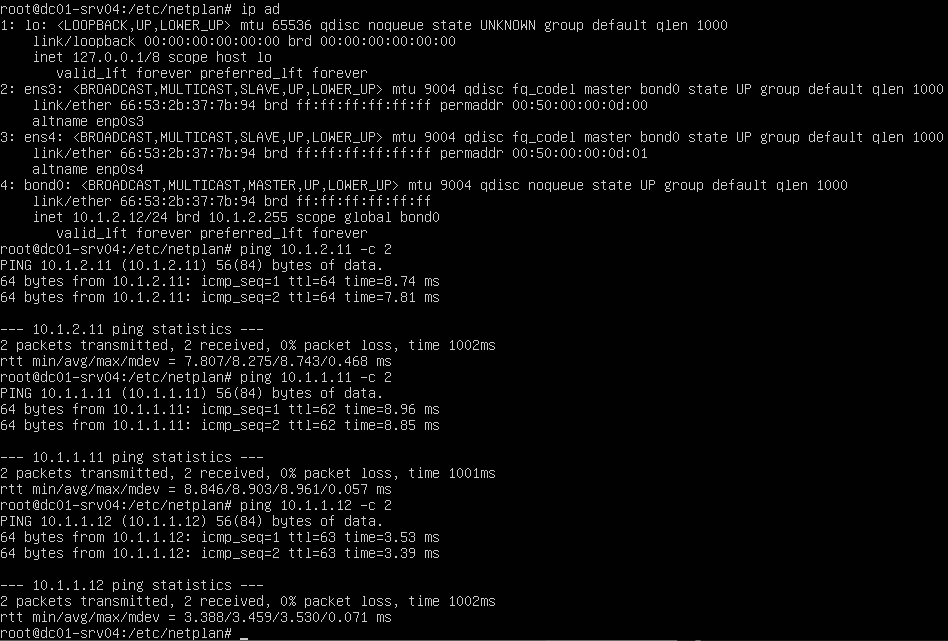 root@dc01-srv04:/etc/netplan# ip ad
1: lo: <LOOPBACK,UP,LOWER_UP> mtu 65536 qdisc noqueue state UNKNOWN group default qlen 1000
    link/loopback 00:00:00:00:00:00 brd 00:00:00:00:00:00
    inet 127.0.0.1/8 scope host lo
       valid_lft forever preferred_lft forever
2: ens3: <BROADCAST,MULTICAST,SLAVE,UP,LOWER_UP> mtu 9004 qdisc fq_codel master bond0 state UP group default qlen 1000
    link/ether 66:53:2b:37:7b:94 brd ff:ff:ff:ff:ff:ff permaddr 00:50:00:00:0d:00
    altname enp0s3
3: ens4: <BROADCAST,MULTICAST,SLAVE,UP,LOWER_UP> mtu 9004 qdisc fq_codel master bond0 state UP group default qlen 1000
    link/ether 66:53:2b:37:7b:94 brd ff:ff:ff:ff:ff:ff permaddr 00:50:00:00:0d:01
    altname enp0s4
4: bond0: <BROADCAST,MULTICAST,MASTER,UP,LOWER_UP> mtu 9004 qdisc noqueue state UP group default qlen 1000
    link/ether 66:53:2b:37:7b:94 brd ff:ff:ff:ff:ff:ff
    inet 10.1.2.12/24 brd 10.1.2.255 scope global bond0
       valid_lft forever preferred_lft forever
root@dc01-srv04:/etc/netplan# ping 10.1.2.11 -c 2
PING 10.1.2.11 (10.1.2.11) 56(84) bytes of data.
64 bytes from 10.1.2.11: icmp_seq=1 ttl=64 time=8.74 ms
64 bytes from 10.1.2.11: icmp_seq=2 ttl=64 time=7.81 ms

--- 10.1.2.11 ping statistics ---
2 packets transmitted, 2 received, 0% packet loss, time 1002ms
rtt min/avg/max/mdev = 7.807/8.275/8.743/0.468 ms
root@dc01-srv04:/etc/netplan# ping 10.1.1.11 -c 2
PING 10.1.1.11 (10.1.1.11) 56(84) bytes of data.
64 bytes from 10.1.1.11: icmp_seq=1 ttl=62 time=8.96 ms
64 bytes from 10.1.1.11: icmp_seq=2 ttl=62 time=8.85 ms

--- 10.1.1.11 ping statistics ---
2 packets transmitted, 2 received, 0% packet loss, time 1001ms
rtt min/avg/max/mdev = 8.846/8.903/8.961/0.057 ms
root@dc01-srv04:/etc/netplan# ping 10.1.1.12 -c 2
PING 10.1.1.12 (10.1.1.12) 56(84) bytes of data.
64 bytes from 10.1.1.12: icmp_seq=1 ttl=63 time=3.53 ms
64 bytes from 10.1.1.12: icmp_seq=2 ttl=63 time=3.39 ms

--- 10.1.1.12 ping statistics ---
2 packets transmitted, 2 received, 0% packet loss, time 1002ms
rtt min/avg/max/mdev = 3.388/3.459/3.530/0.071 ms
root@dc01-srv04:/etc/netplan# _